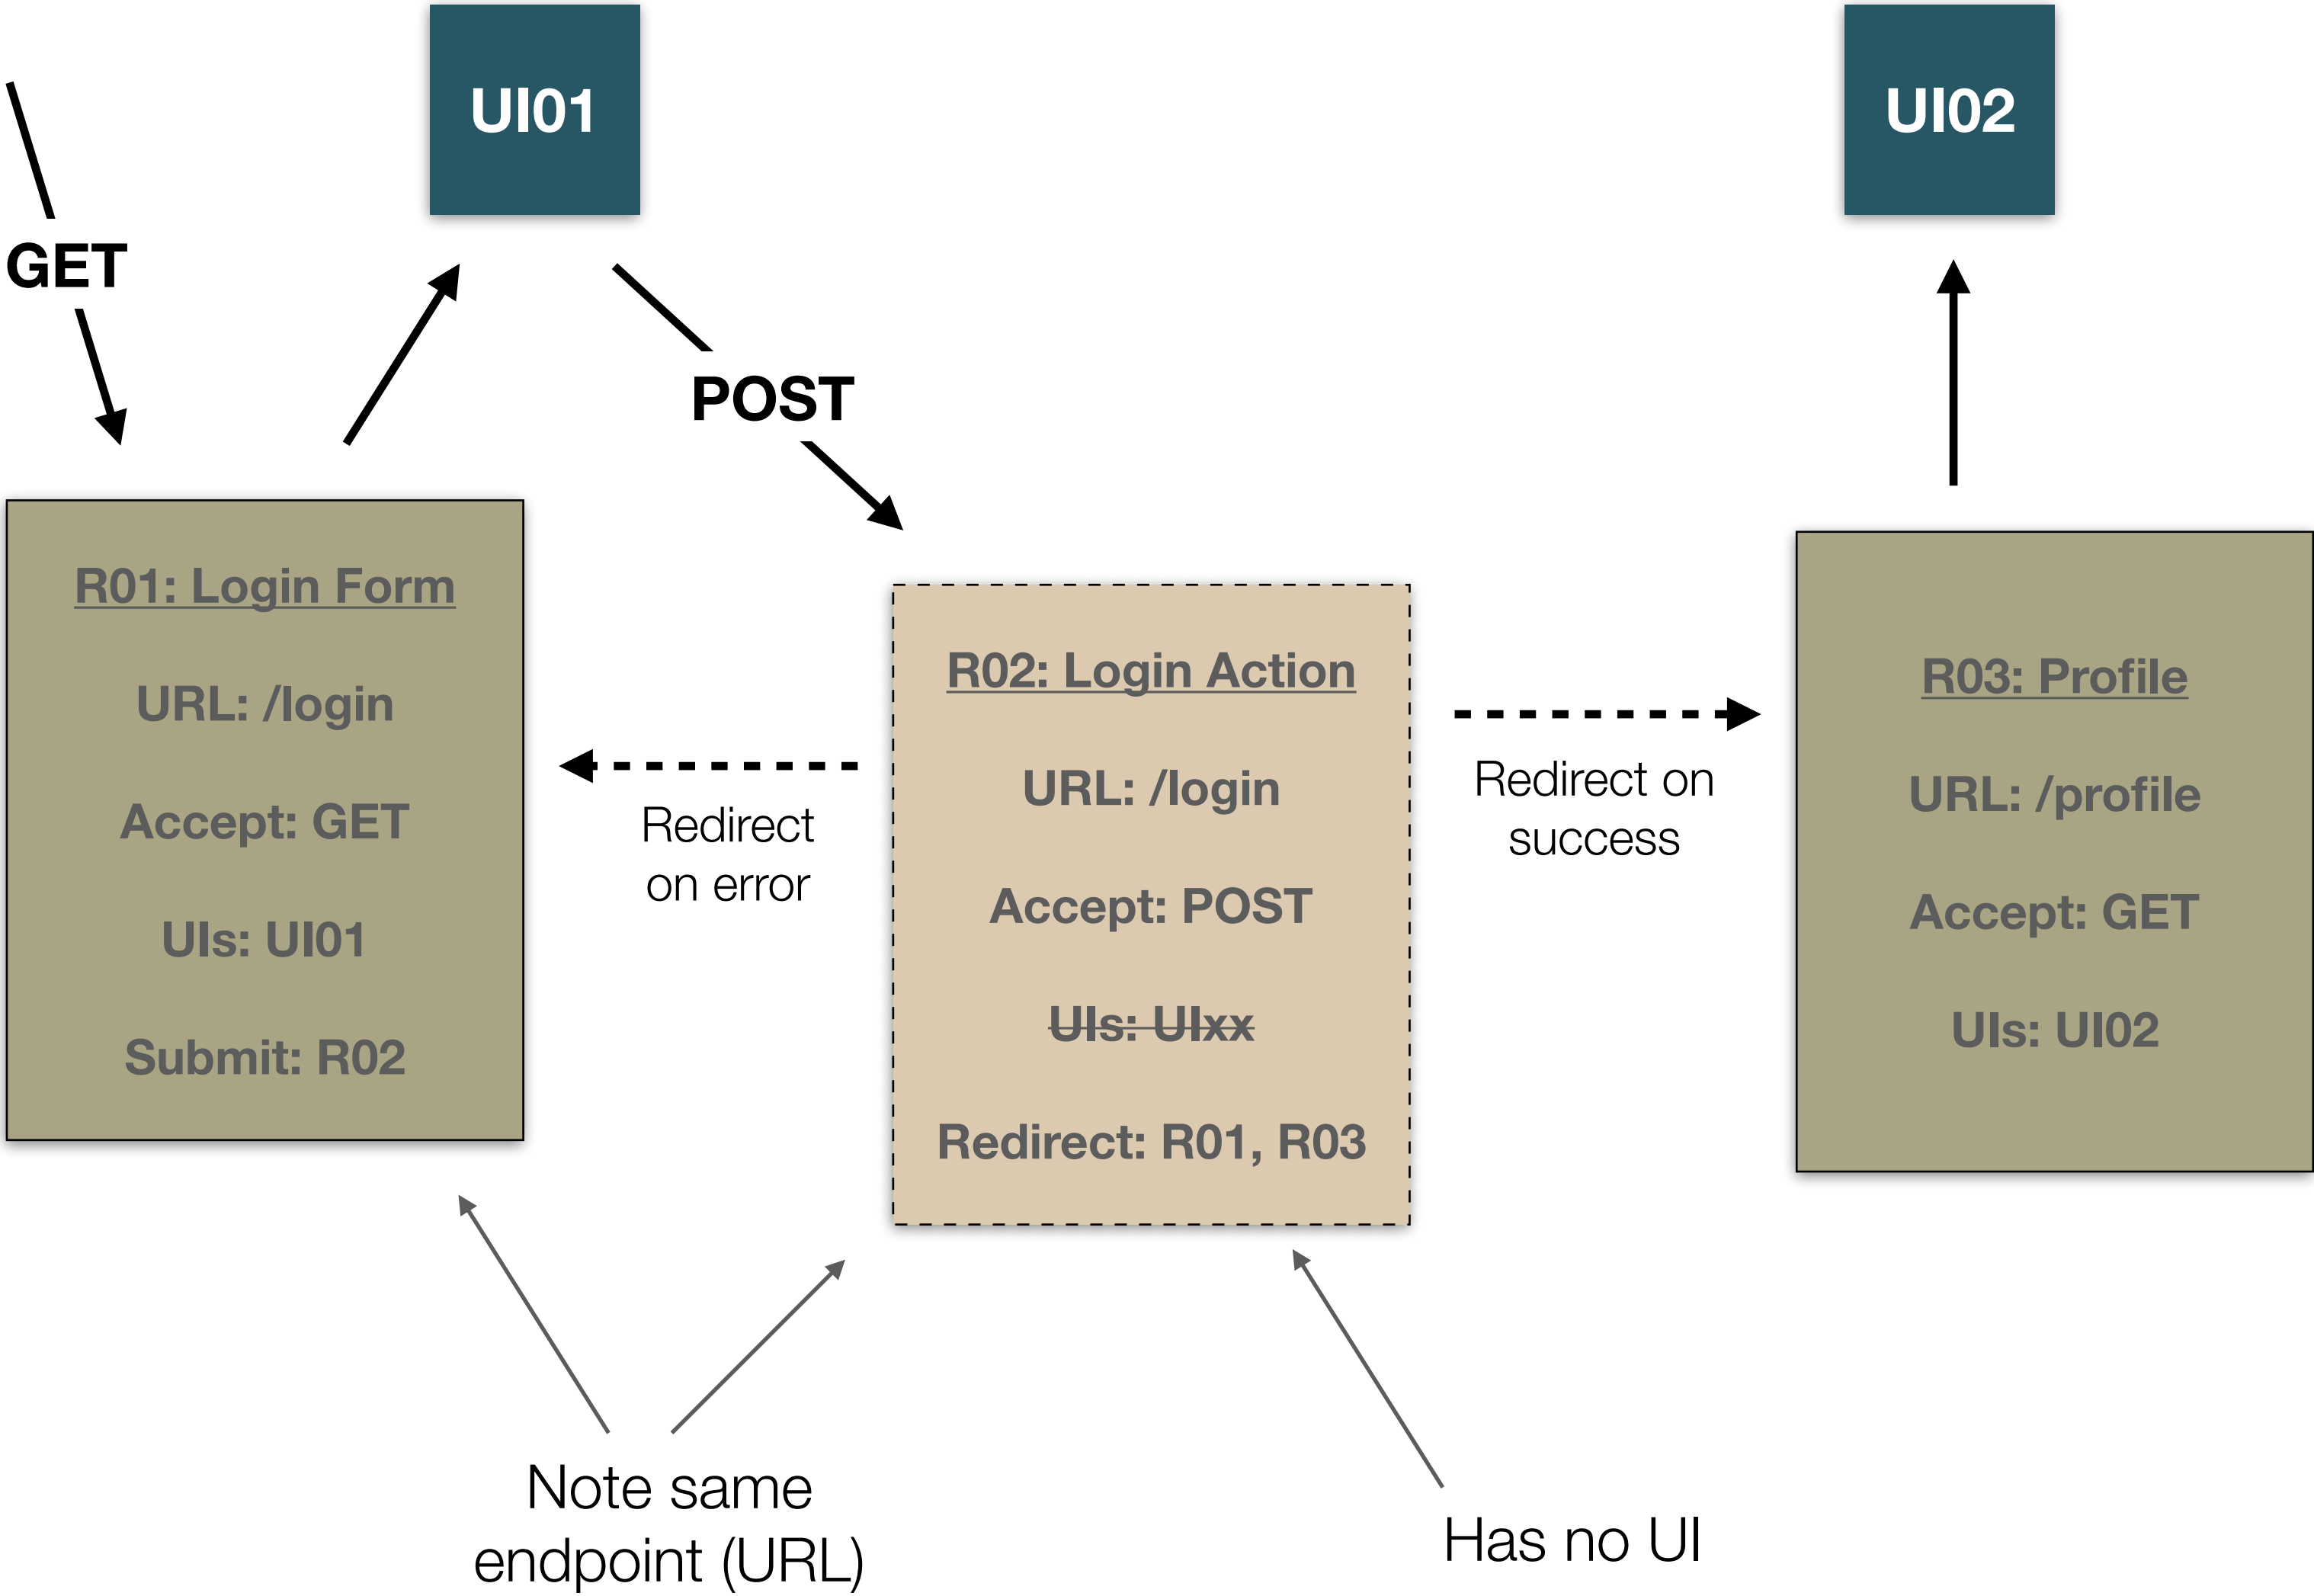 UI01
UI02
GET
POST
R01: Login Form
URL: /login
Accept: GET
UIs: UI01
Submit: R02
Redirect
on error
R02: Login Action
URL: /login
Accept: POST
UIs: UIxx
Redirect: R01, R03
Redirect on
success
R03: Profile
URL: /profile
Accept: GET
UIs: UI02
Note same
endpoint (URL)
Has no UI